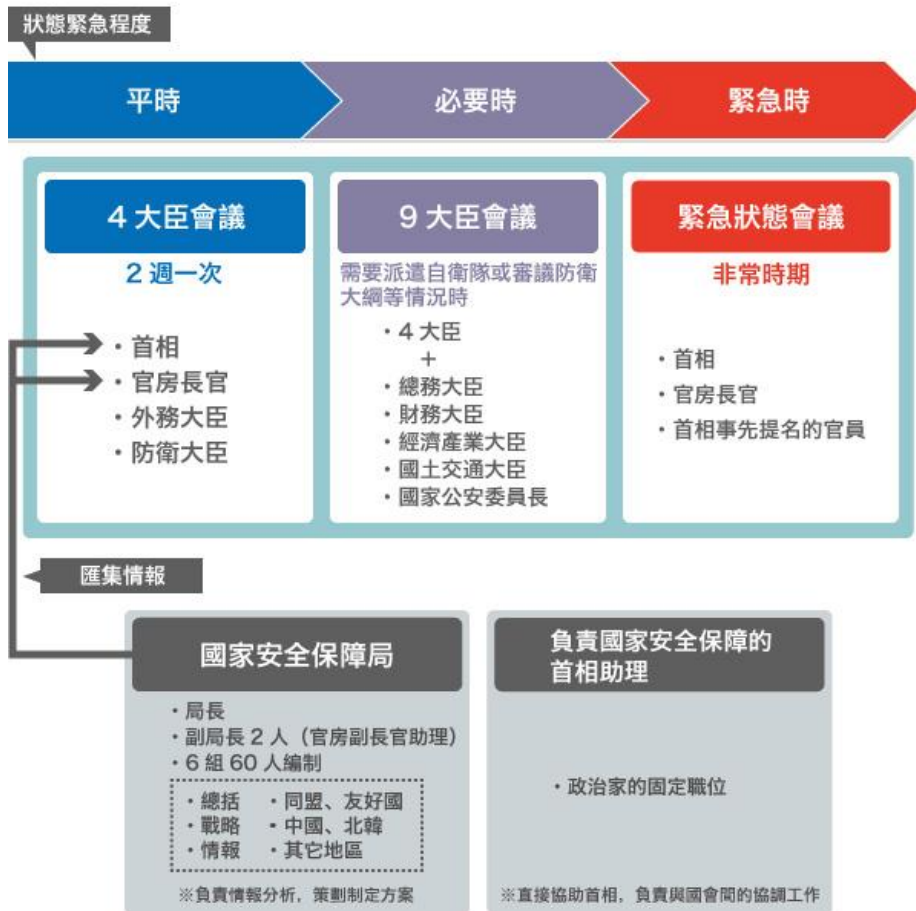 狀態緊急程度
平時
必要時
緊急時
4 大臣會議
2 週一次
・首相
・官房長官
・外務大臣
・防衛大臣
9 大臣會議
需要派遣自衛隊或審議防衛
大綱等情況時
・4 大臣
+
・總務大臣
・財務大臣
・經濟產業大臣
・國土交通大臣
・國家公安委員長
緊急狀態會議
非常時期
・首相
・官房長官
・首相事先提名的官員
匯集情報
國家安全保障局
・局長
・副局長 2 人（官房副長官助理）
・6 組 60 人編制
・總括 ・同盟、友好國
・戰略 ・中國、北韓
・情報 ・其它地區
※負責情報分析，策劃制定方案
負責國家安全保障的
首相助理
・政治家的固定職位
※直接協助首相，負責與國會間的協調工作